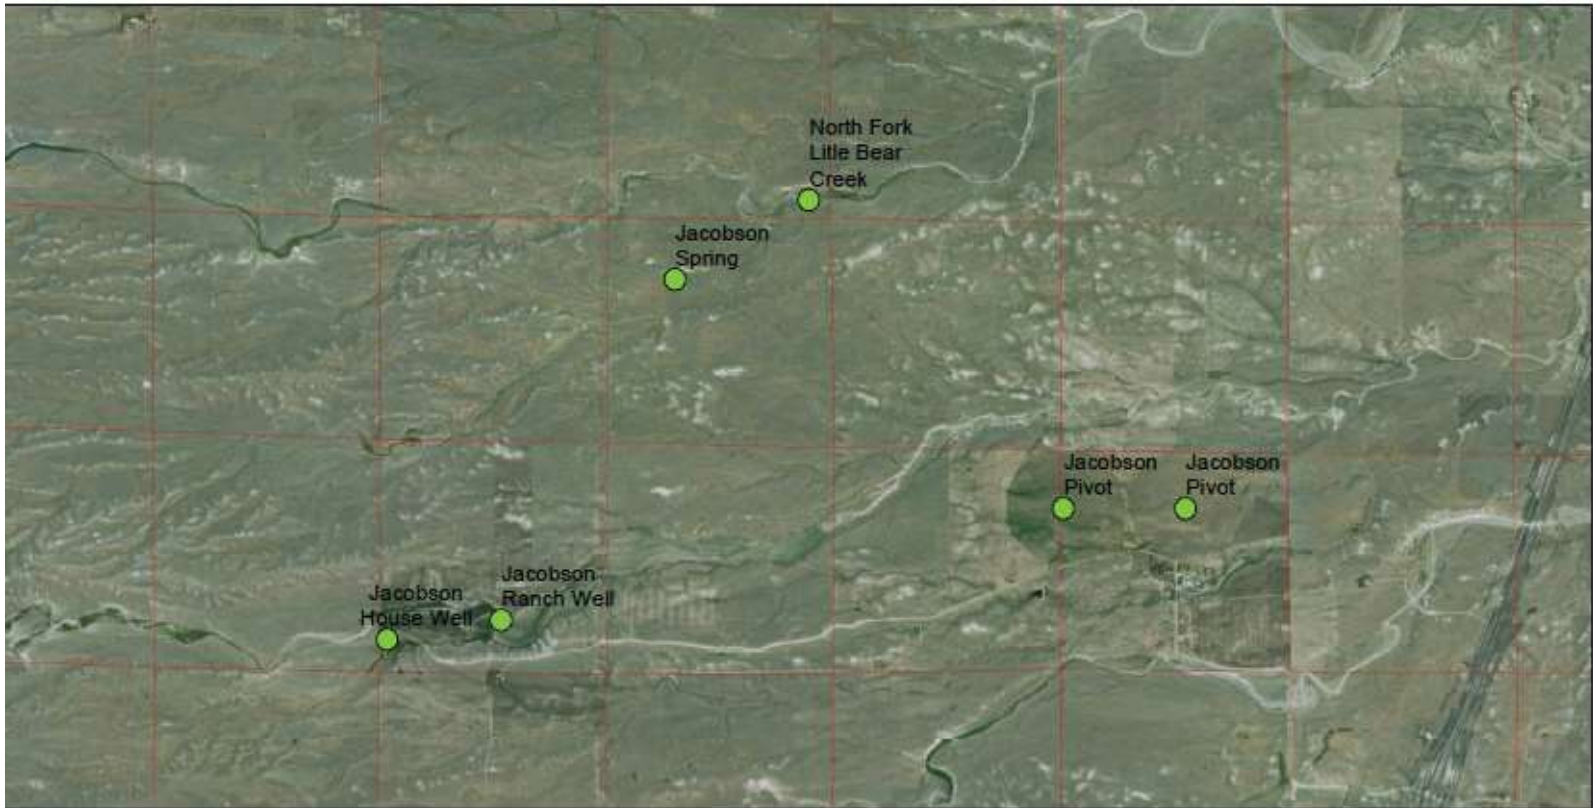 North Fork
Litle Bear
Creek
Jacobson
Spring
Jacobson
Pivot
Jacobson
Pivot
Jacobson
Ranch Well
Jacobson
House Well